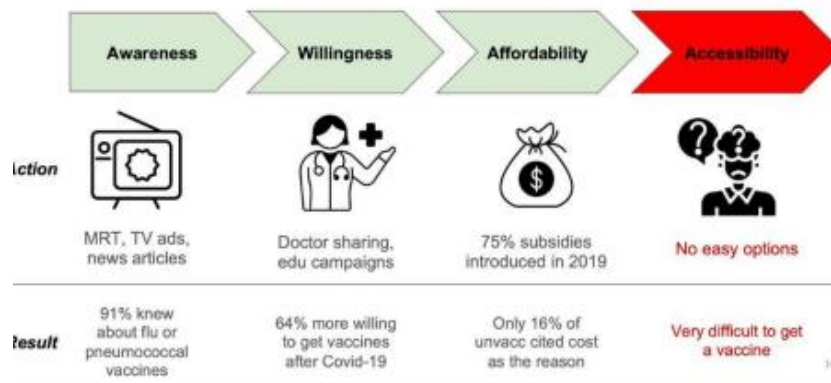 Awareness
Willingness
Affordability
Accessibility
ction
MRT, TV ads,
news articles
Doctor sharing,
edu campaigns
75% subsidies
introduced in 2019
No easy options
Result
91% knew
about flu or
pneumococcal
vaccines
64% more willing
to get vaccines
after Covid-19
Only 16% of
unvacc cited cost
as the reason
Very difficult to get
a vaccine